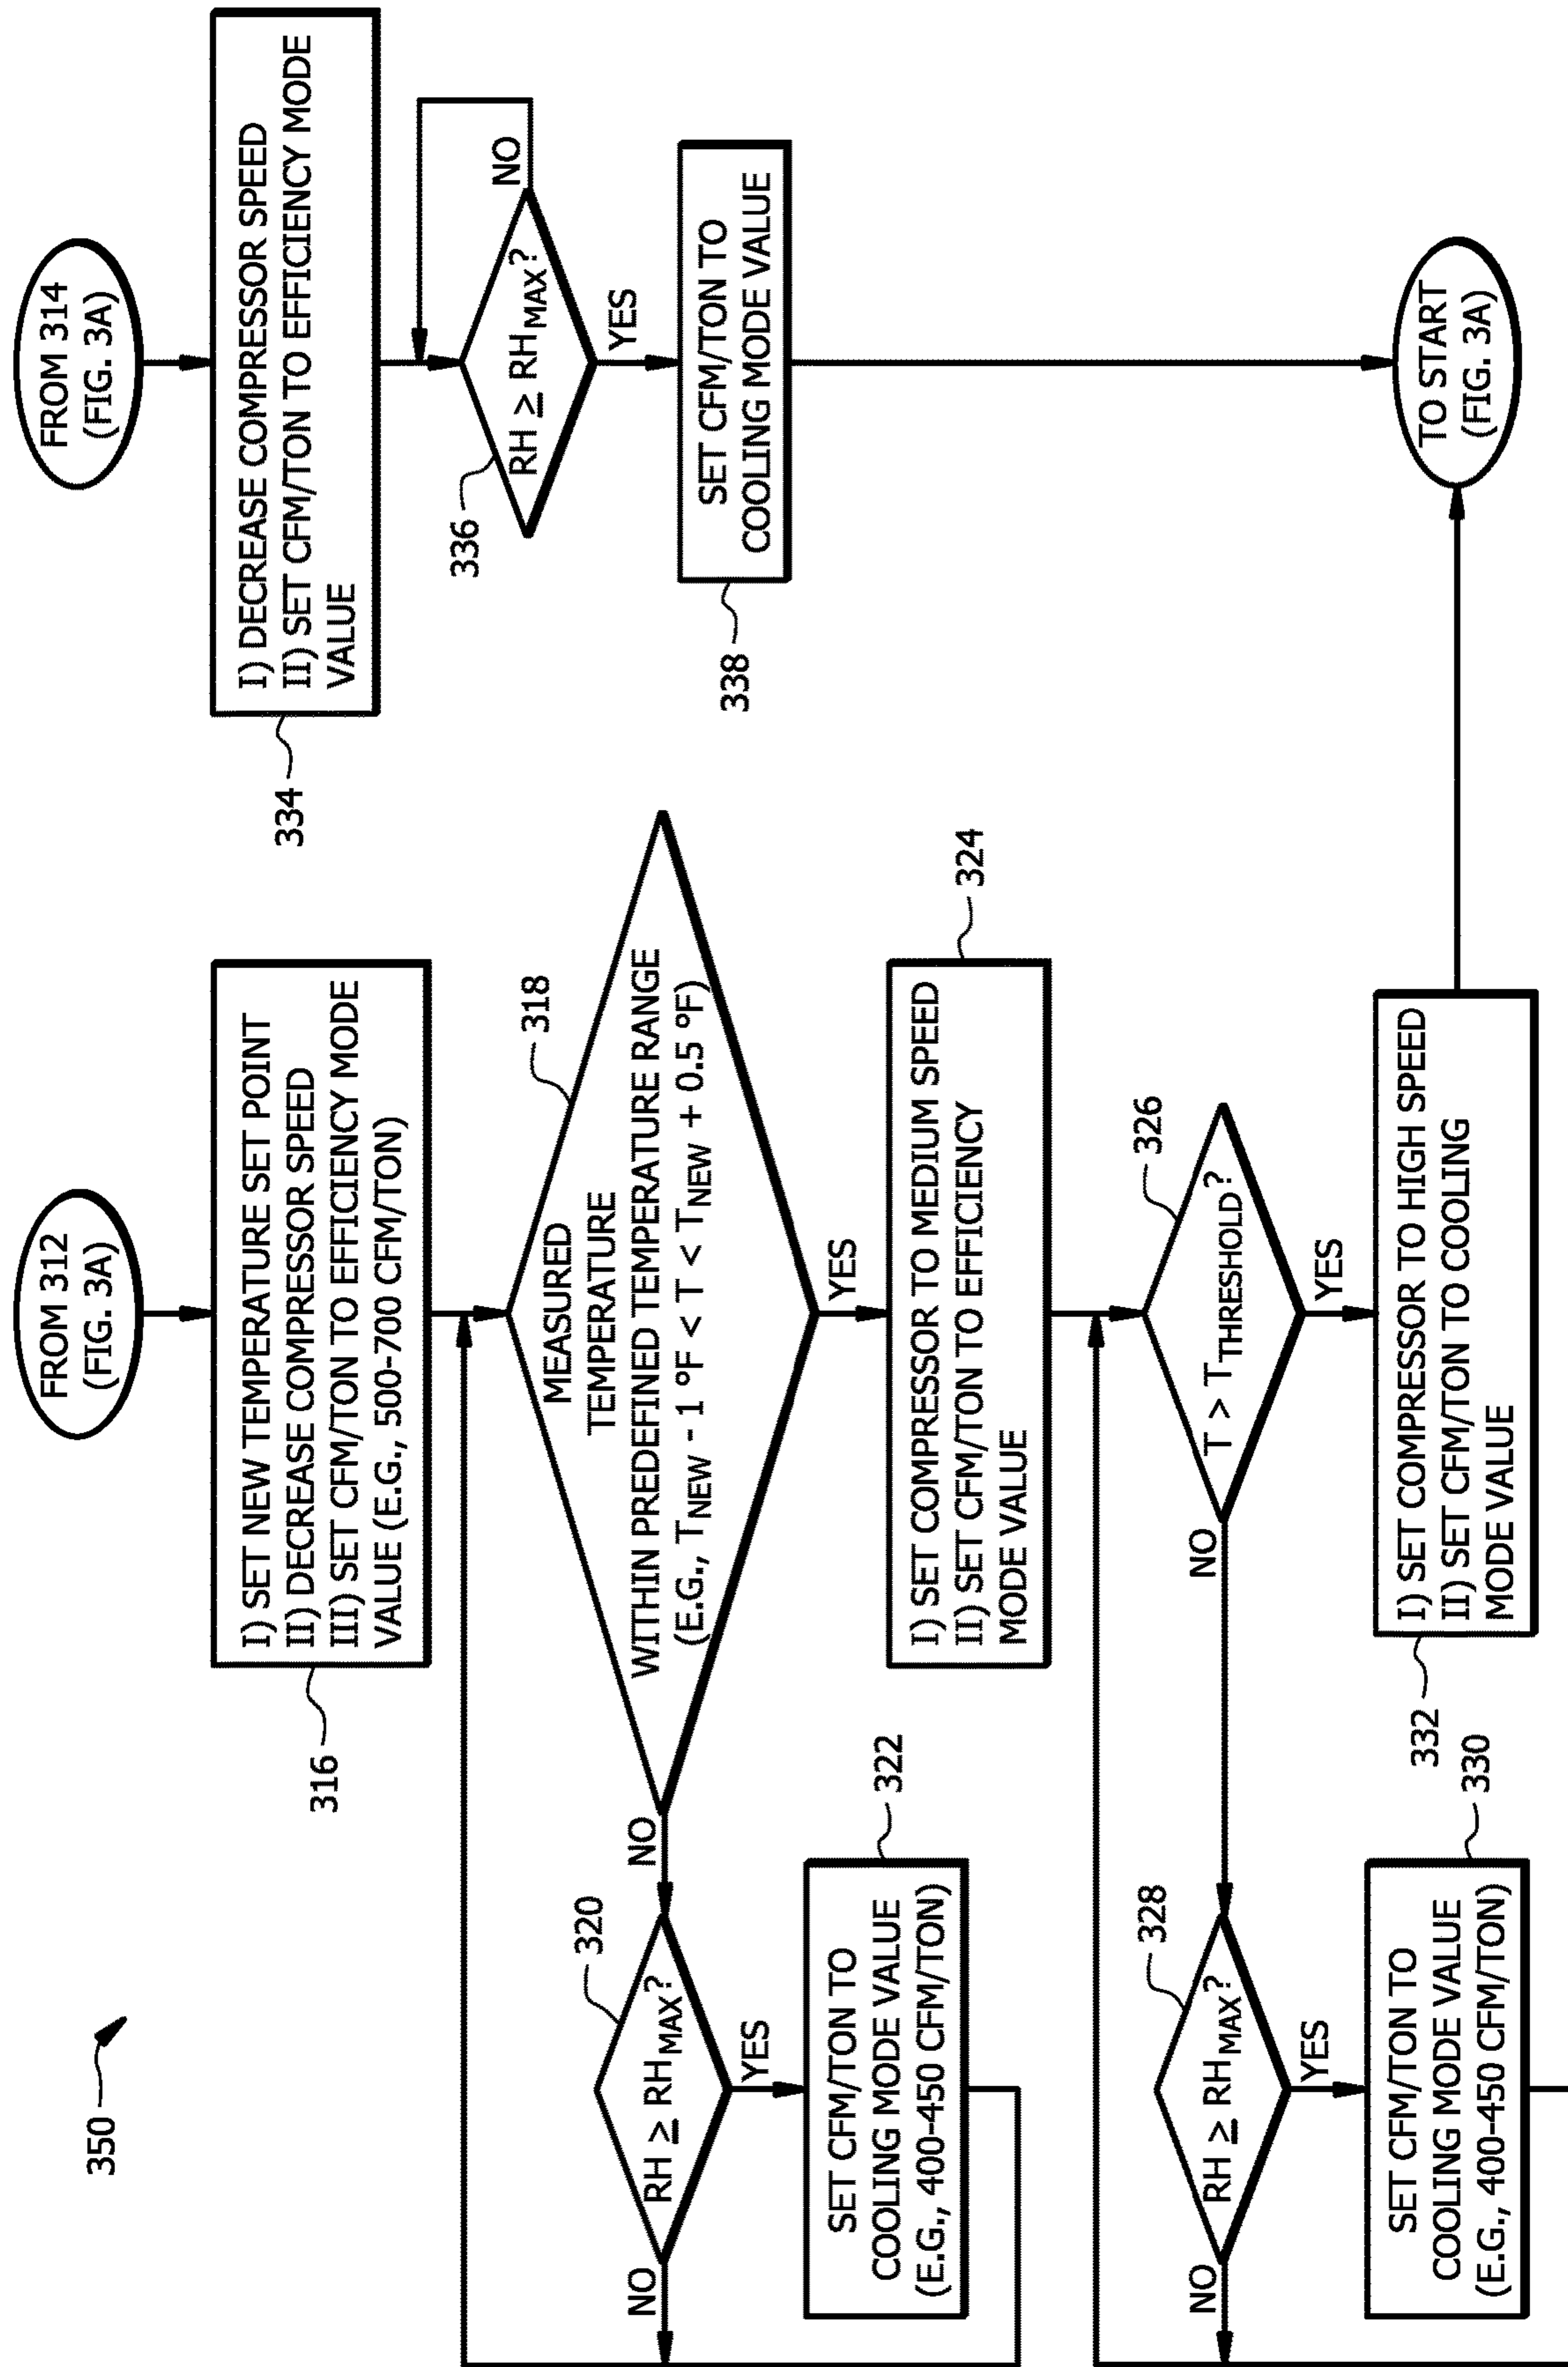 350
FROM 312
(FIG. 3A)
316
I) SET NEW TEMPERATURE SET POINT
II) DECREASE COMPRESSOR SPEED
III) SET CFM/TON TO EFFICIENCY MODE
VALUE (E.G., 500-700 CFM/TON)
318
MEASURED
TEMPERATURE
WITHIN PREDEFINED TEMPERATURE RANGE
(E.G., TNEW - 1 °F < T < TNEW + 0.5 °F)
NO
YES
320
RH ≥ RHMAX?
NO
YES
322
SET CFM/TON TO
COOLING MODE VALUE
(E.G., 400-450 CFM/TON)
324
I) SET COMPRESSOR TO MEDIUM SPEED
II) SET CFM/TON TO EFFICIENCY
MODE VALUE
326
T > TTHRESHOLD?
NO
YES
328
RH ≥ RHMAX?
NO
YES
330
SET CFM/TON TO
COOLING MODE VALUE
(E.G., 400-450 CFM/TON)
332
I) SET COMPRESSOR TO HIGH SPEED
II) SET CFM/TON TO COOLING
MODE VALUE
FROM 314
(FIG. 3A)
334
I) DECREASE COMPRESSOR SPEED
II) SET CFM/TON TO EFFICIENCY MODE
VALUE
336
RH ≥ RHMAX?
NO
YES
338
SET CFM/TON TO
COOLING MODE VALUE
TO START
(FIG. 3A)